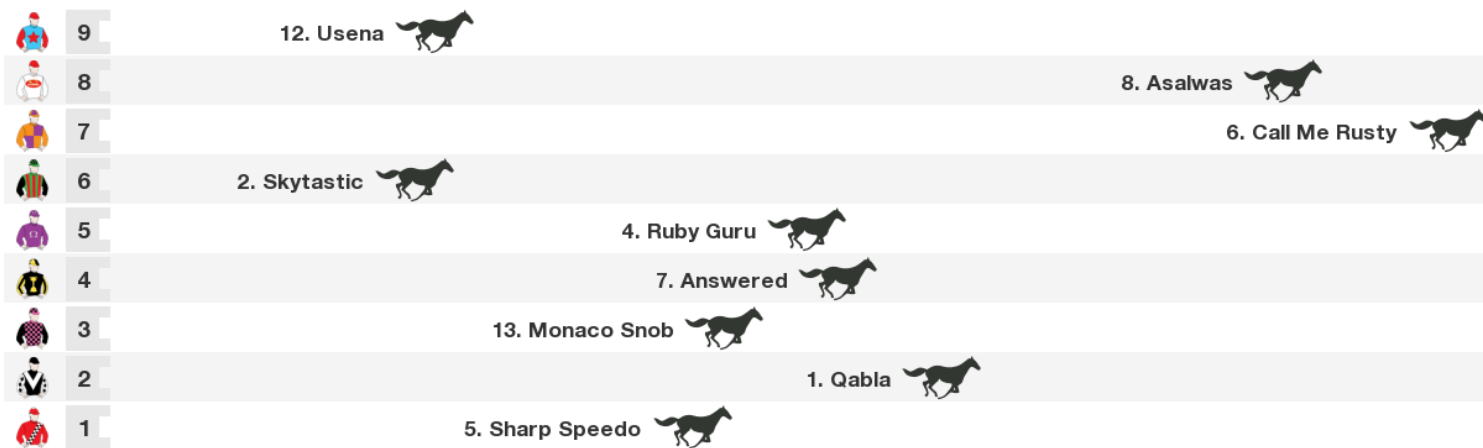 9 12. Usena
8 8. Asalwas
7 6. Call Me Rusty
6 2. Skytastic
5 4. Ruby Guru
4 7. Answered
3 13. Monaco Snob
2 1. Qabla
1 5. Sharp Speedo